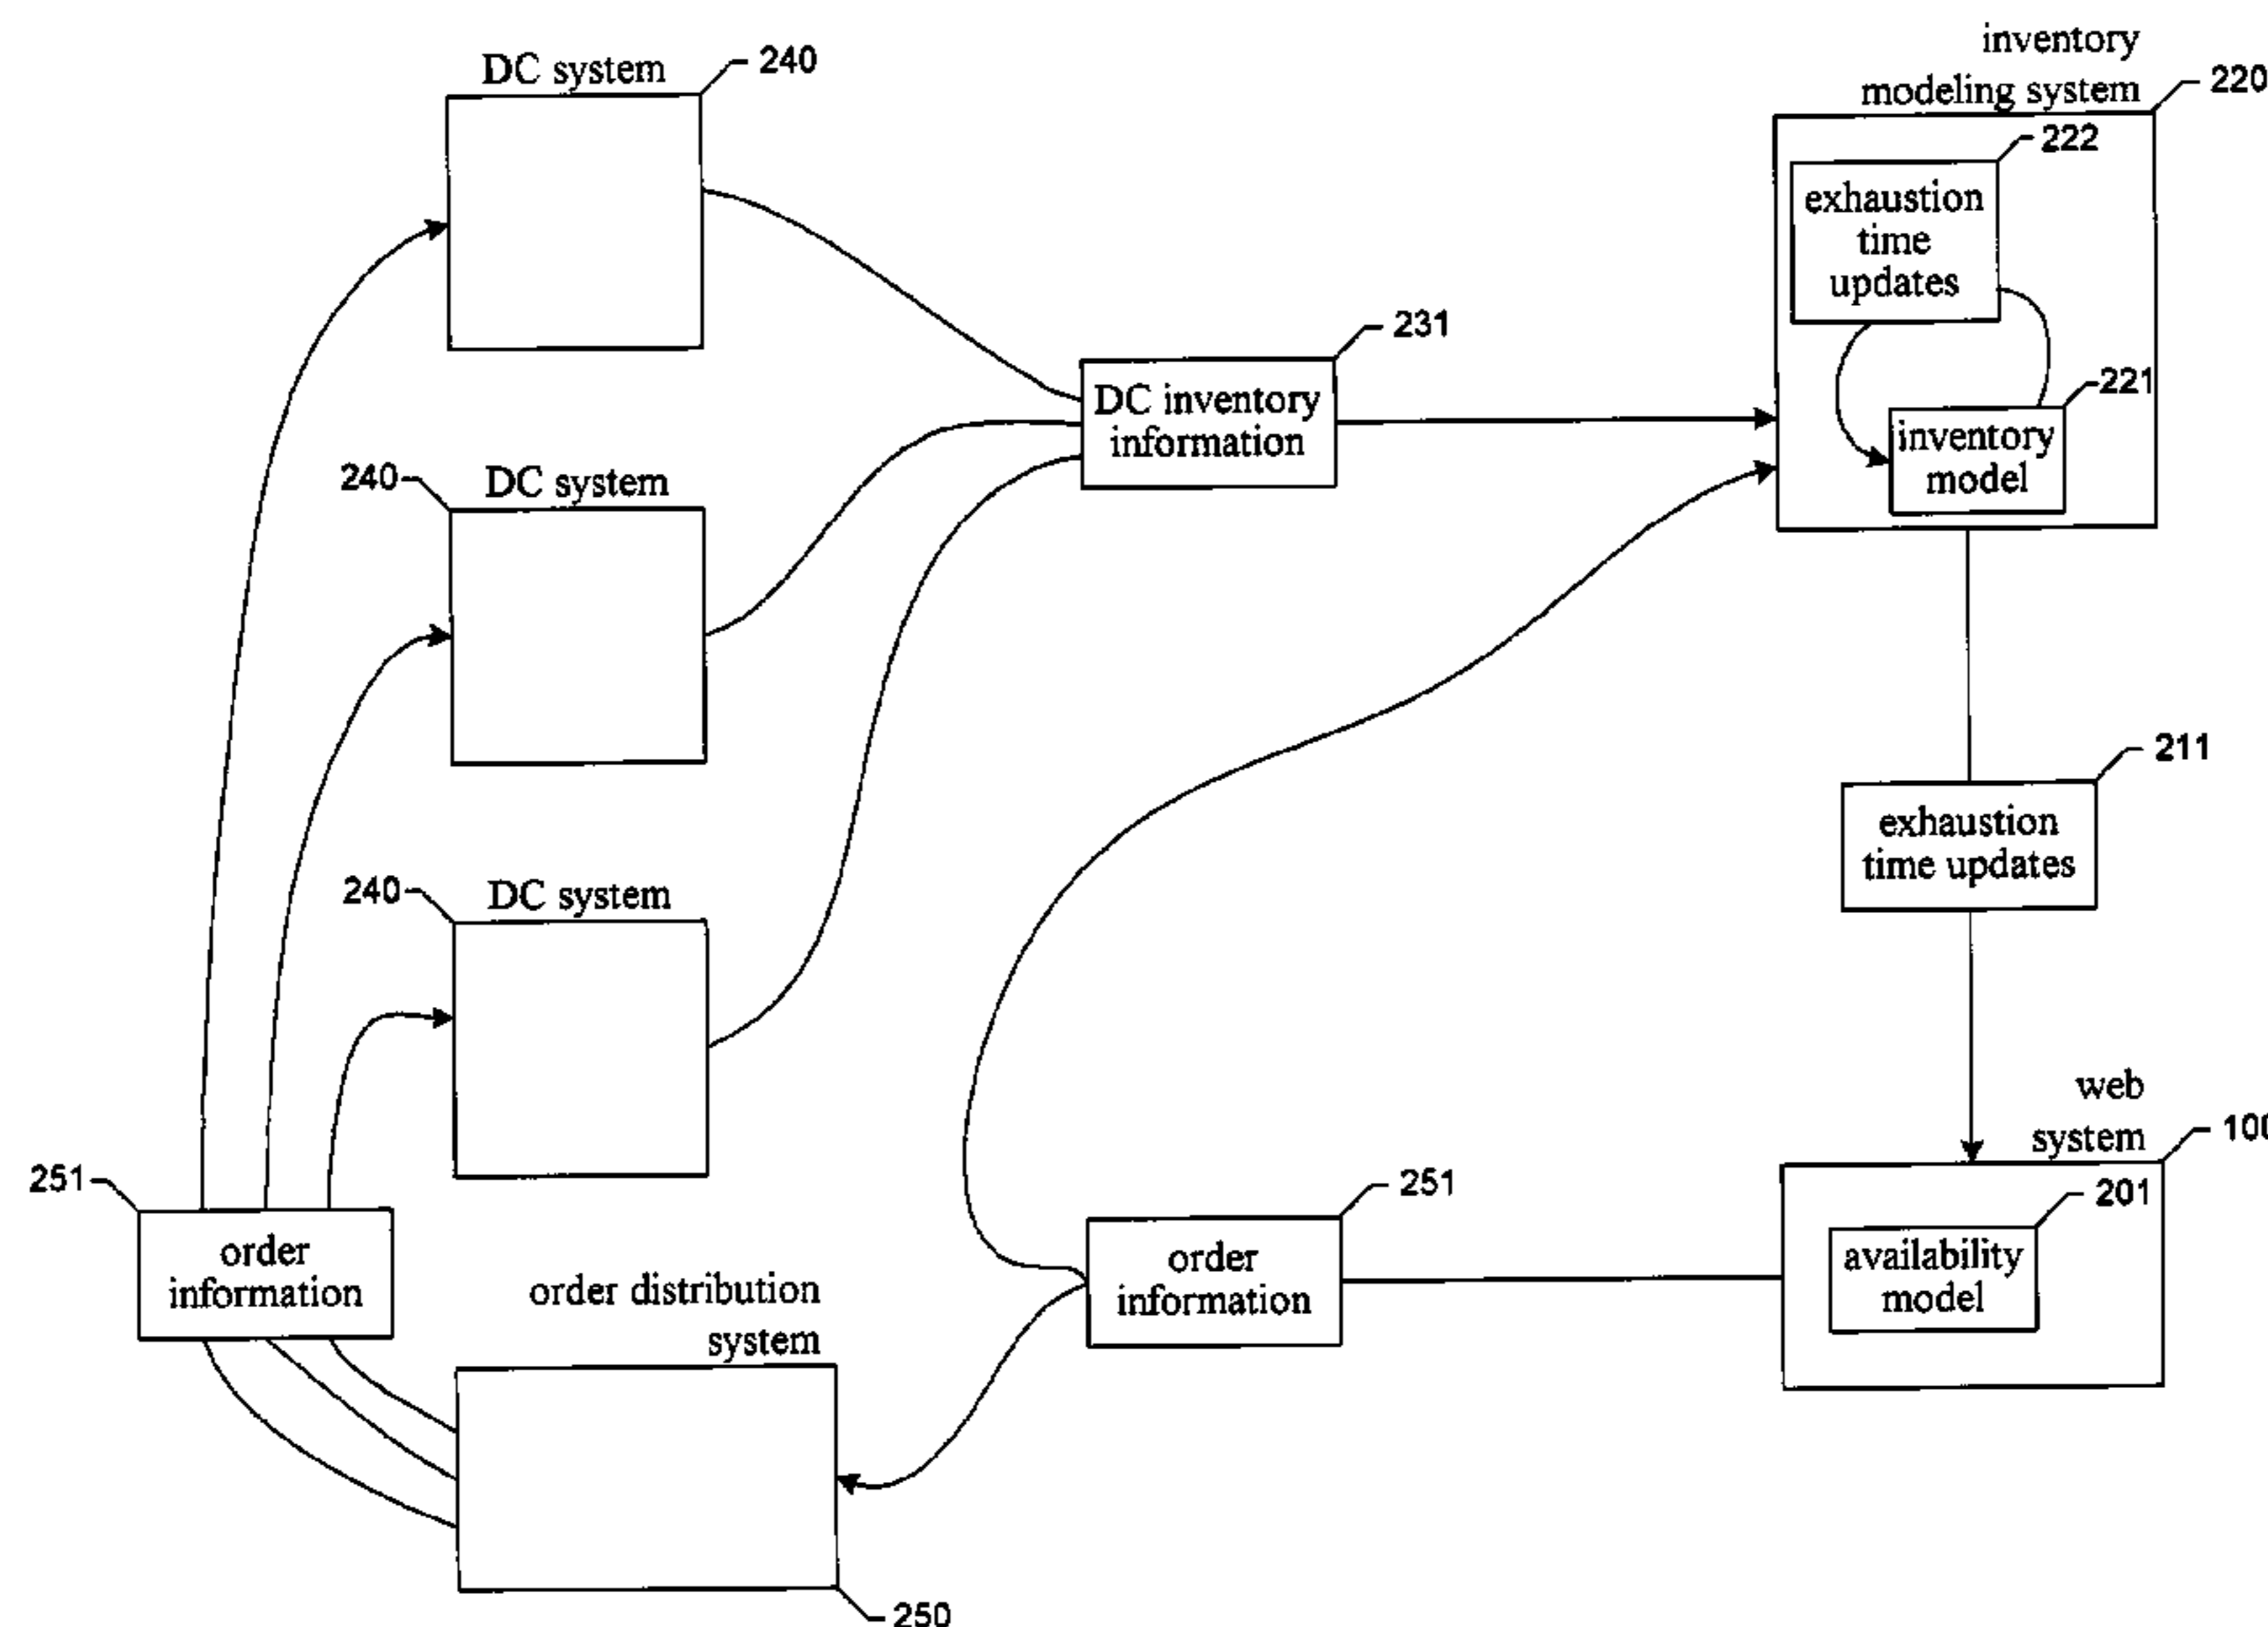 inventory
modeling system
220
DC system
240
222
exhaustion
time
updates
231
DC inventory
information
221
inventory
model
240
DC system
211
exhaustion
time updates
240
DC system
web
system
100
251
order
information
251
order
information
201
availability
model
order distribution
system
250